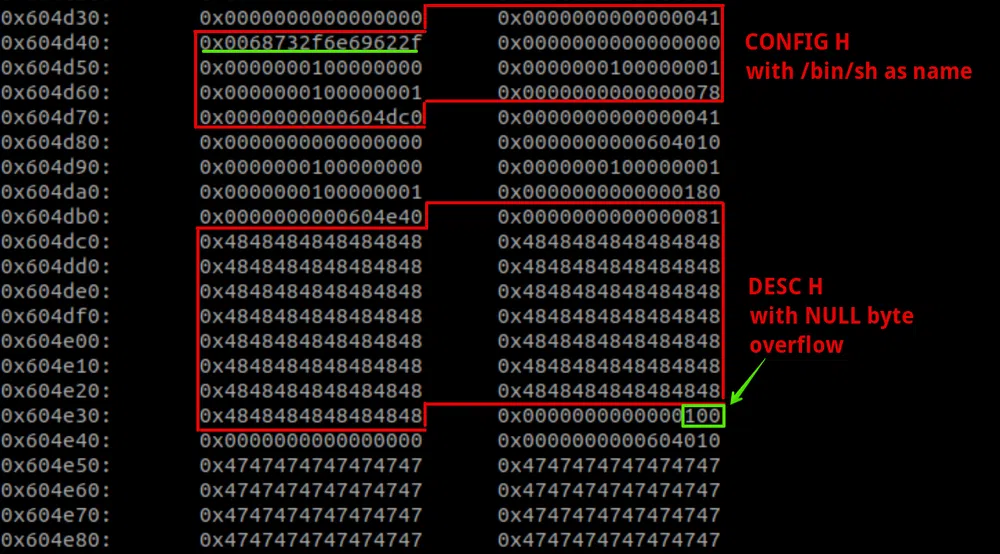 0x604d30: 0x0000000000000000 0x0000000000000041
0x604d40: 0x0068732f6e69622f 0x0000000000000000
0x604d50: 0x0000000100000000 0x0000000100000001
0x604d60: 0x0000000100000001 0x0000000000000078
0x604d70: 0x0000000000604dc0 0x0000000000000041
0x604d80: 0x0000000000000000 0x0000000000604010
0x604d90: 0x0000000100000000 0x0000000100000001
0x604da0: 0x0000000100000001 0x0000000000000180
0x604db0: 0x0000000000604e40 0x0000000000000081
0x604dc0: 0x4848484848484848 0x4848484848484848
0x604dd0: 0x4848484848484848 0x4848484848484848
0x604de0: 0x4848484848484848 0x4848484848484848
0x604df0: 0x4848484848484848 0x4848484848484848
0x604e00: 0x4848484848484848 0x4848484848484848
0x604e10: 0x4848484848484848 0x4848484848484848
0x604e20: 0x4848484848484848 0x4848484848484848
0x604e30: 0x4848484848484848 0x0000000000000100
0x604e40: 0x0000000000000000 0x0000000000604010
0x604e50: 0x4747474747474747 0x4747474747474747
0x604e60: 0x4747474747474747 0x4747474747474747
0x604e70: 0x4747474747474747 0x4747474747474747
0x604e80: 0x4747474747474747 0x4747474747474747
CONFIG H
with /bin/sh as name
DESC H
with NULL byte
overflow